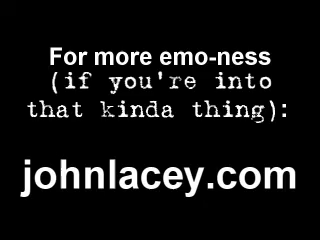 For more emo-ness
(if you're into
that kinda thing):
johnlacey.com